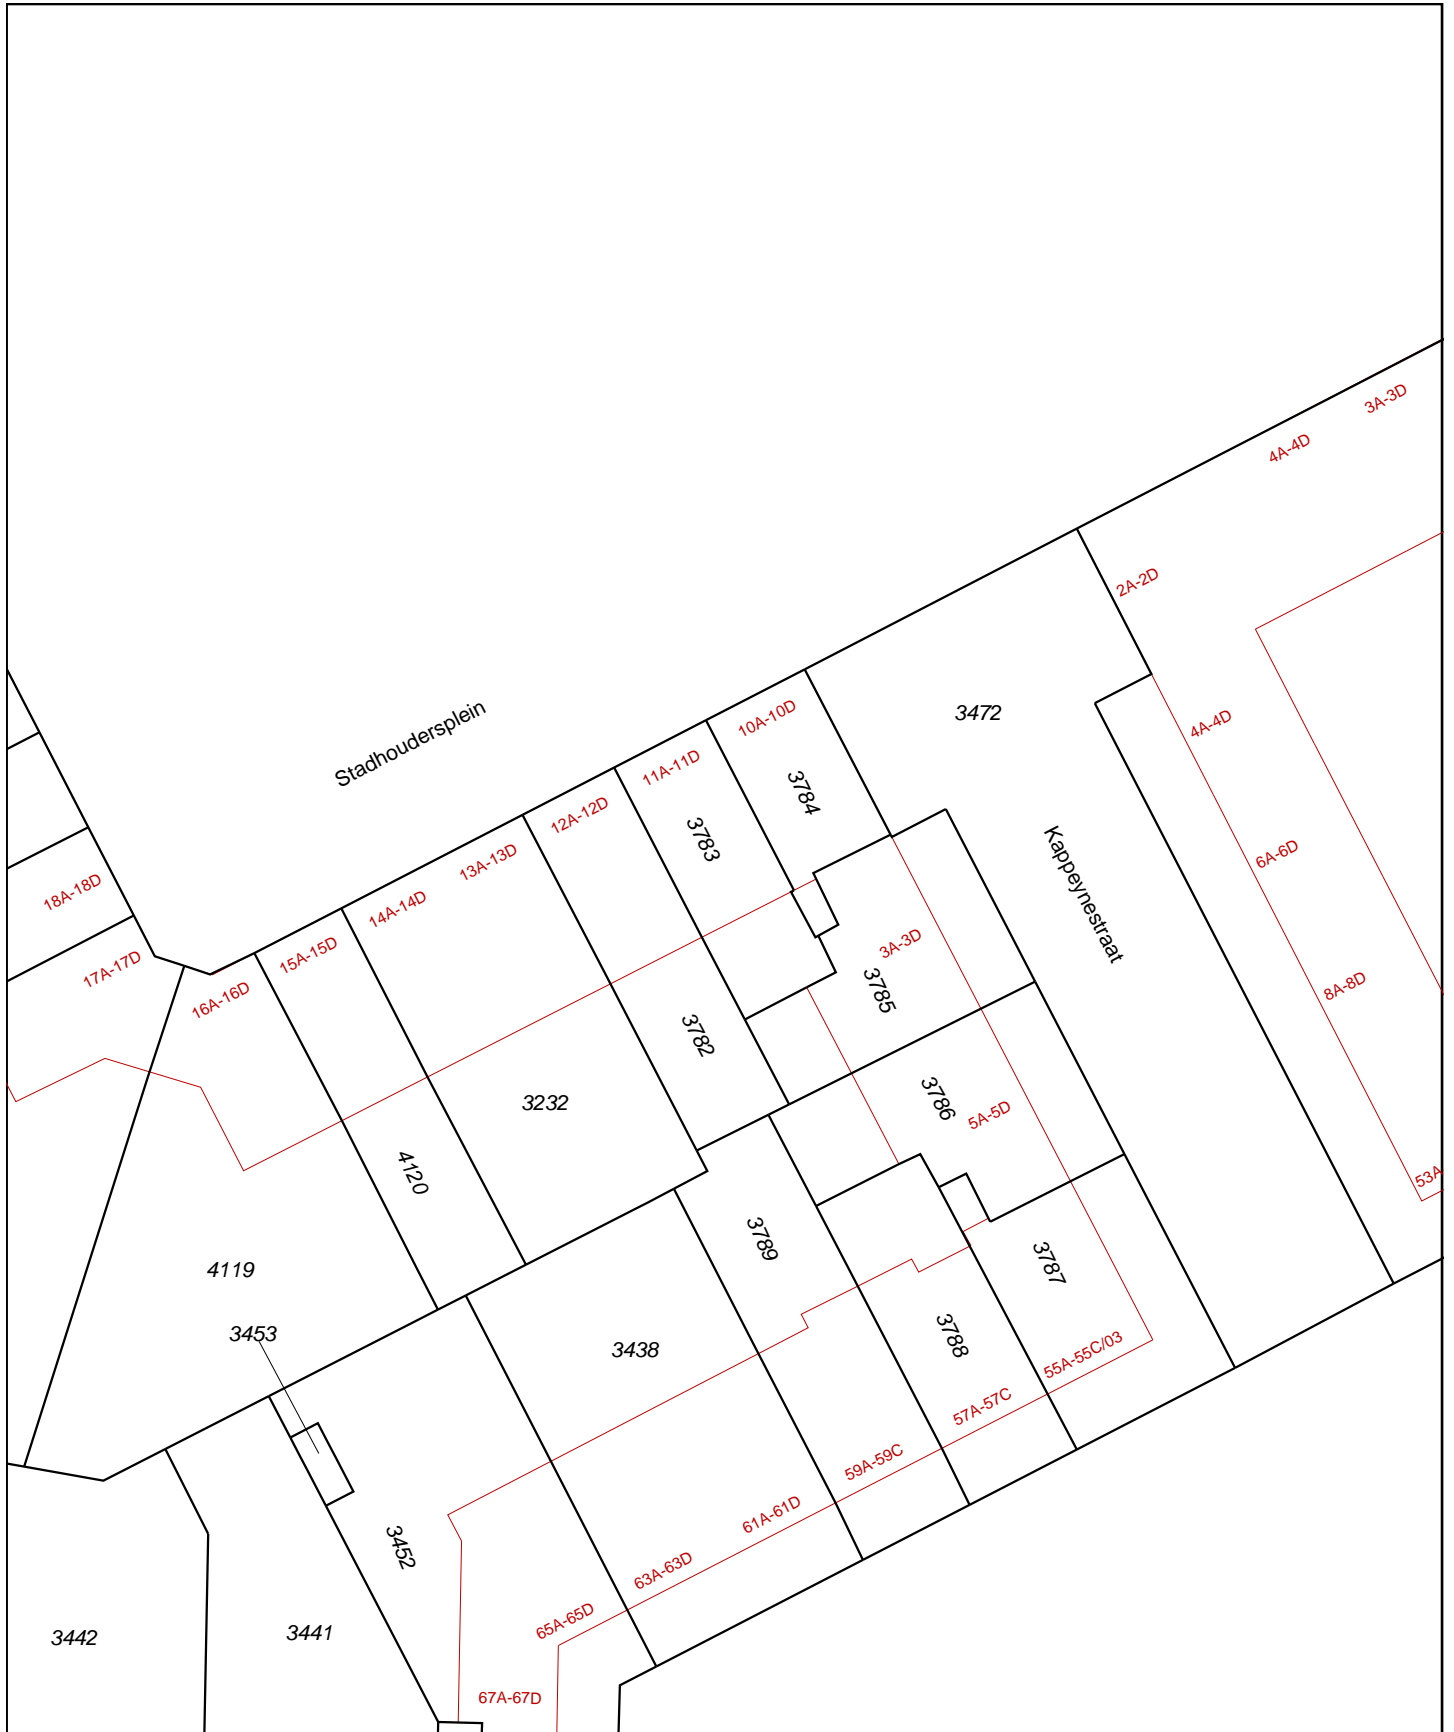 3A-3D
4A-4D
2A-2D
Stadhoudersplein
10A-10D
3472
4A-4D
11A-11D
3784
12A-12D
3783
Kappeynestraat
13A-13D
6A-6D
18A-18D
14A-14D
3A-3D
15A-15D
17A-17D
3785
16A-16D
8A-8D
3782
3232
3786
5A-5D
4120
53A
3789
4119
3787
3453
3438
3788
55A-55C/03
57A-57C
59A-59C
61A-61D
3452
63A-63D
65A-65D
3442
3441
67A-67D